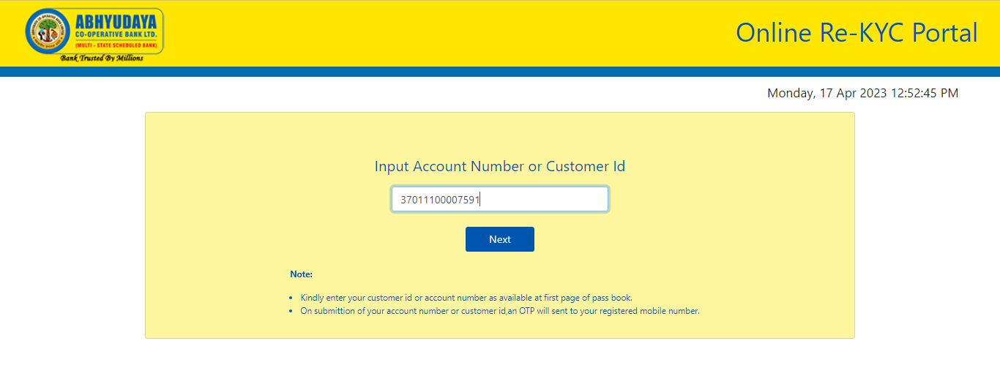 ABHYUDAYA
CO-OPERATIVE BANK LTD.
(MULTI - STATE SCHEDULED BANK)
Bank Trusted By Millions
Online Re-KYC Portal
Monday, 17 Apr 2023 12:52:45 PM
Input Account Number or Customer Id
37011100007591
Next
Note:
Kindly enter your customer id or account number as available at first page of pass book.
On submittion of your account number or customer id,an OTP will sent to your registered mobile number.